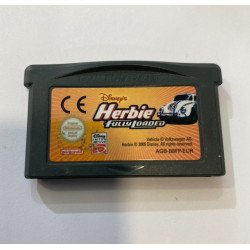 Disney's
Herbie
FULLY LOADED
CE
Vehicle © Volkswagen AG
Herbie © 2005 Disney. All rights reserved.
AGB-BHFP-EUR